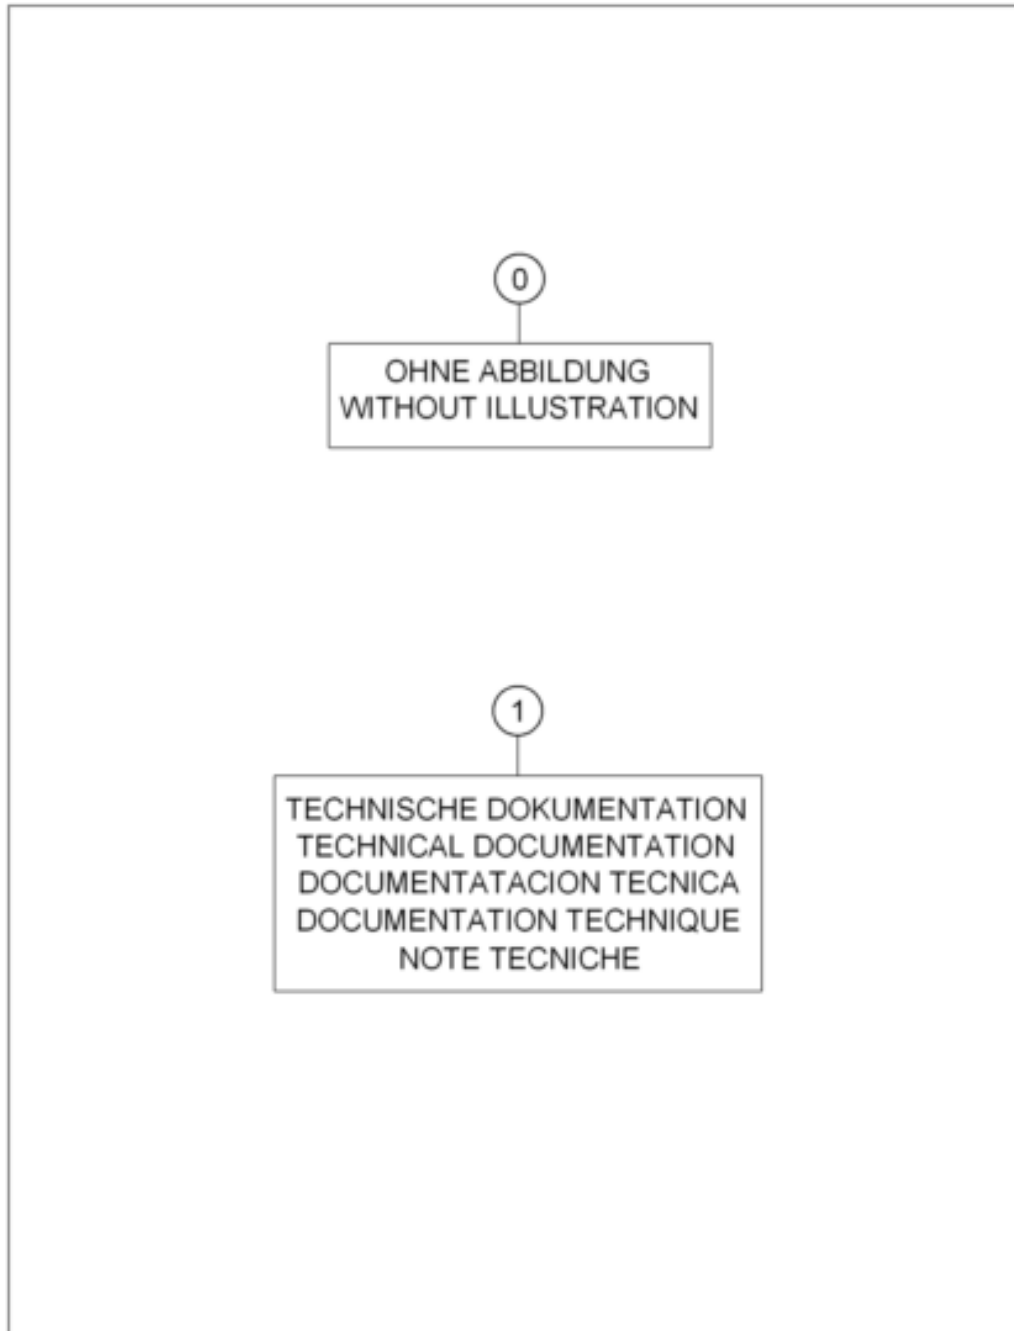 0
OHNE ABBILDUNG
WITHOUT ILLUSTRATION
1
TECHNISCHE DOKUMENTATION
TECHNICAL DOCUMENTATION
DOCUMENTATACION TECNICA
DOCUMENTATION TECHNIQUE
NOTE TECNICHE